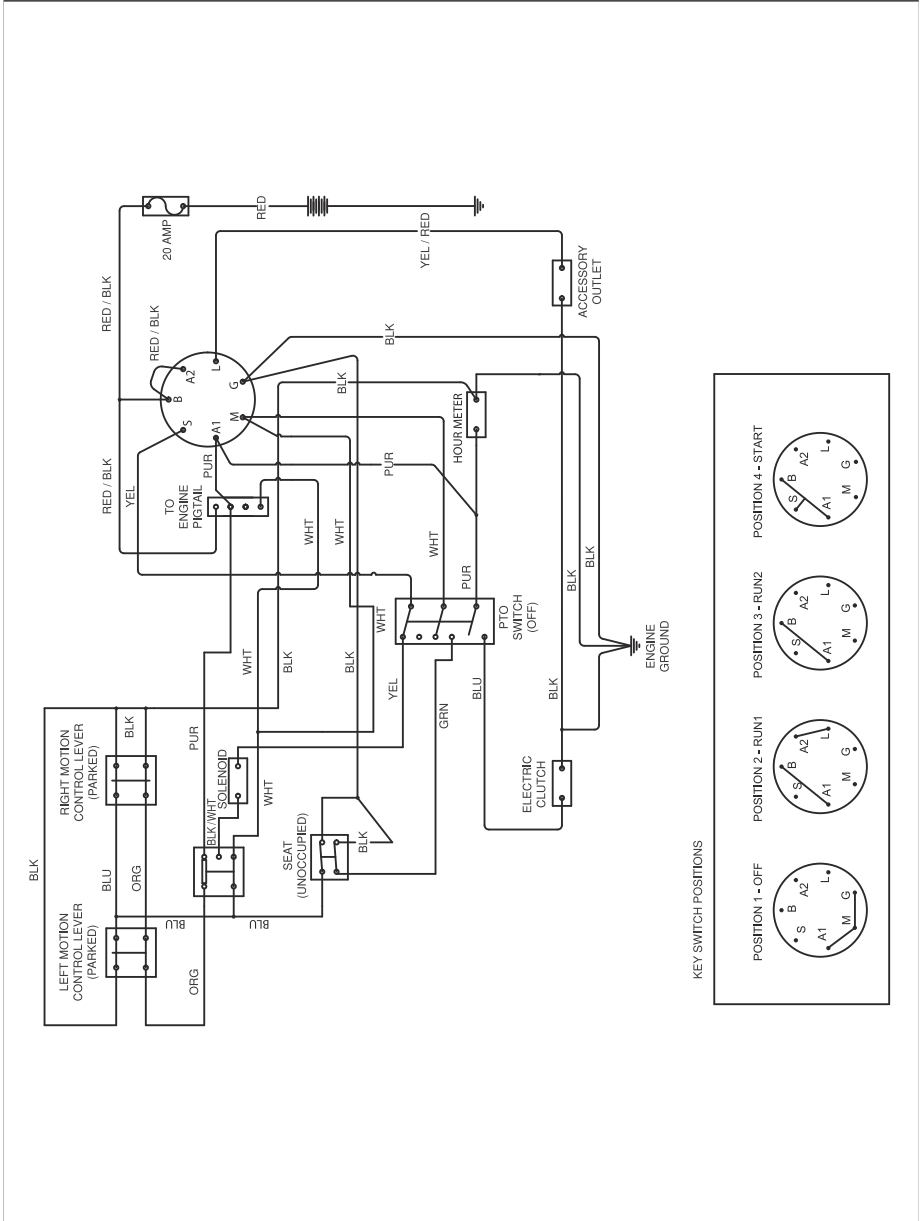 RED
20 AMP
RED / BLK
RED / BLK
YEL / RED
ACCESSORY
OUTLET
B
A2
L
G
M
A1
S
BLK
BLK
HOUR METER
RED / BLK
YEL
PUR
TO
ENGINE
PIGTAIL
PUR
WHT
WHT
WHT
PUR
WHT
PTO
SWITCH
(OFF)
BLK
BLK
ENGINE
GROUND
WHT
BLK
BLK
YEL
GRN
BLU
BLK
BLK
RIGHT MOTION
CONTROL LEVER
(PARKED)
BLK
PUR
SOLENOID
BLK / WHT
WHT
ELECTRIC
CLUTCH
BLU
ORG
SEAT
(UNOCCUPIED)
BLK
BLU
BLU
LEFT MOTION
CONTROL LEVER
(PARKED)
ORG
KEY SWITCH POSITIONS
POSITION 1 - OFF
S
B
A2
L
G
M
A1
POSITION 2 - RUN1
S
B
A2
L
G
M
A1
POSITION 3 - RUN2
S
B
A2
L
G
M
A1
POSITION 4 - START
S
B
A2
L
G
M
A1